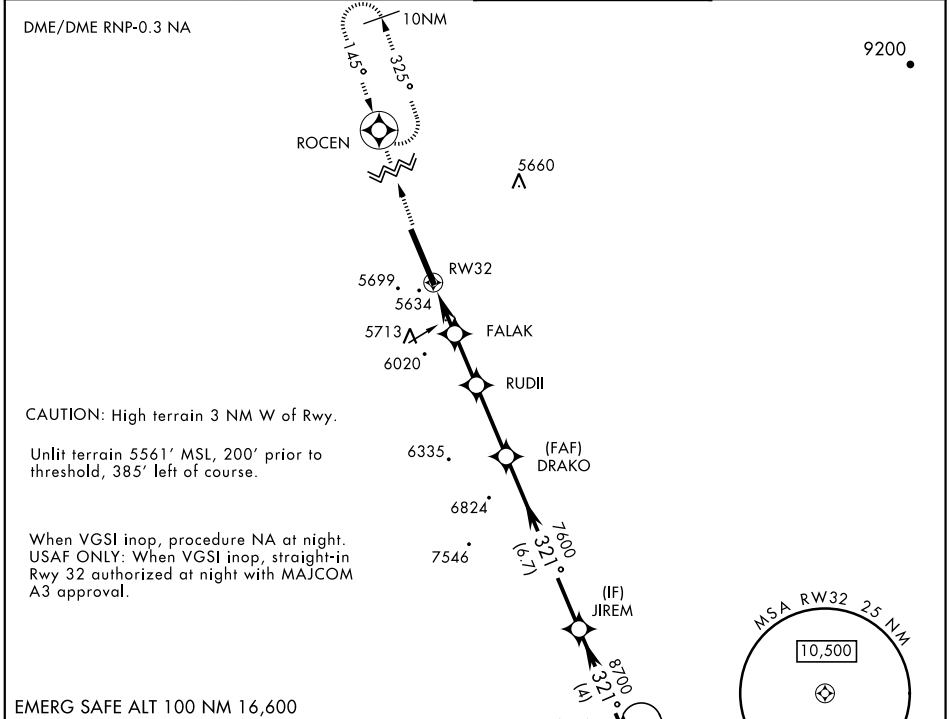 DME/DME RNP-0.3 NA
10NM
9200
145°
325°
ROCEN
5660
RW32
5699
5634
5713
FALAK
6020
RUDII
CAUTION: High terrain 3 NM W of Rwy.
Unlit terrain 5561' MSL, 200' prior to
threshold, 385' left of course.
6335
(FAF)
DRAKO
6824
7546
When VGSI inop, procedure NA at night.
USAF ONLY: When VGSI inop, straight-in
Rwy 32 authorized at night with MAJCOM
A3 approval.
7600
321°
(6.7)
(IF)
JIREM
MSA RW32 25 NM
10,500
8700
321°
(4)
EMERG SAFE ALT 100 NM 16,600